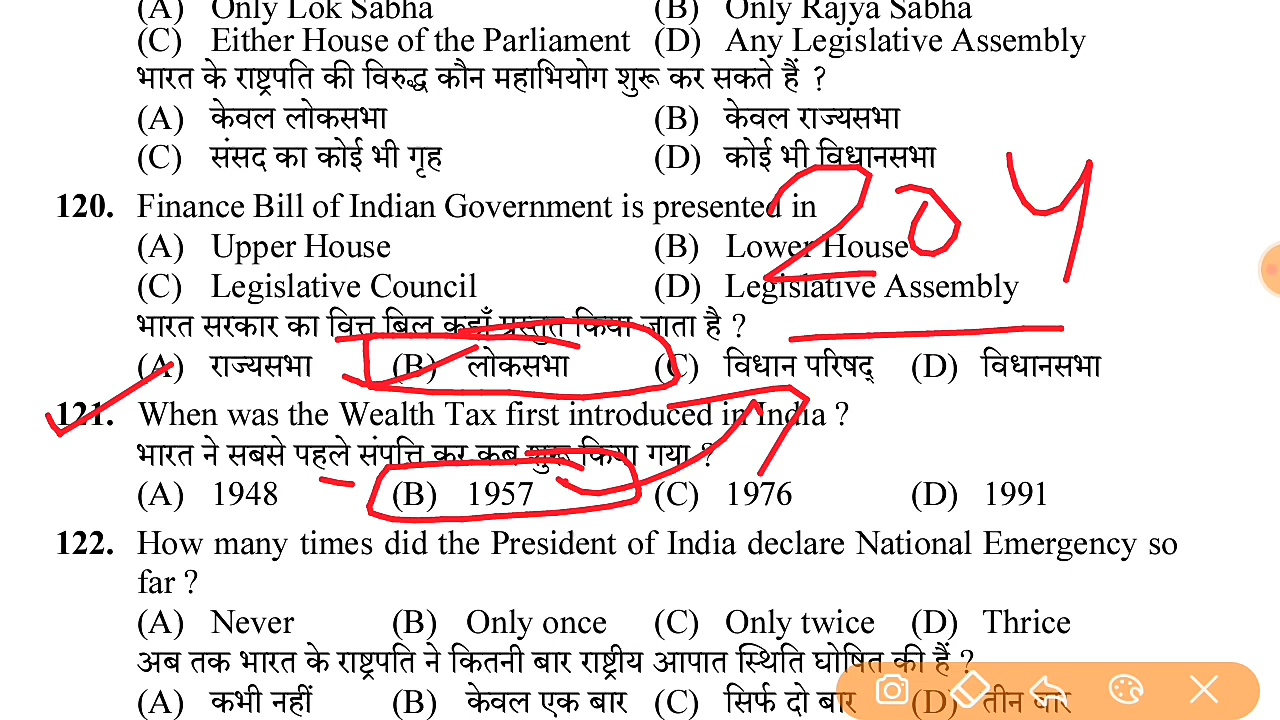 (A) Only Lok Sabha (B) Only Rajya Sabha
(C) Either House of the Parliament (D) Any Legislative Assembly
भारत के राष्ट्रपति की विरुद्ध कौन महाभियोग शुरू कर सकते हैं ?
(A) केवल लोकसभा (B) केवल राज्यसभा
(C) संसद का कोई भी गृह (D) कोई भी विधानसभा
204
120. Finance Bill of Indian Government is presented in
(A) Upper House (B) Lower House
(C) Legislative Council (D) Legislative Assembly
भारत सरकार का वित्त बिल कहाँ प्रस्तुत किया जाता है ?
(A) राज्यसभा (B) लोकसभा (C) विधान परिषद् (D) विधानसभा
121. When was the Wealth Tax first introduced in India ?
भारत ने सबसे पहले संपत्ति कर कब शुरू किया गया ?
(A) 1948 (B) 1957 (C) 1976 (D) 1991
122. How many times did the President of India declare National Emergency so
far ?
(A) Never (B) Only once (C) Only twice (D) Thrice
अब तक भारत के राष्ट्रपति ने कितनी बार राष्ट्रीय आपात स्थिति घोषित की हैं ?
(A) कभी नहीं (B) केवल एक बार (C) सिर्फ दो बार (D) तीन बार